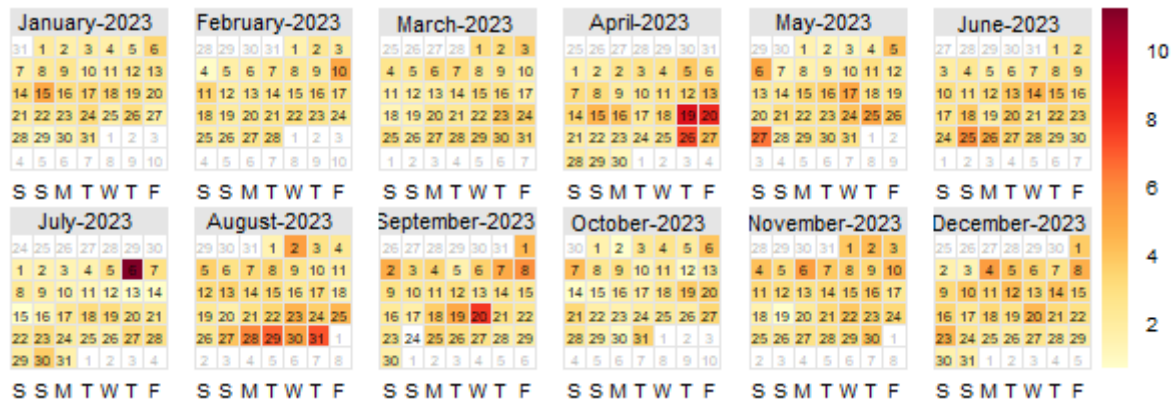 January-2023
31 1 2 3 4 5 6
7 8 9 10 11 12 13
14 15 16 17 18 19 20
21 22 23 24 25 26 27
28 29 30 31 1 2 3
4 5 6 7 8 9 10
S S M T W T F
February-2023
28 29 30 31 1 2 3
4 5 6 7 8 9 10
11 12 13 14 15 16 17
18 19 20 21 22 23 24
25 26 27 28 1 2 3
4 5 6 7 8 9 10
S S M T W T F
March-2023
25 26 27 28 1 2 3
4 5 6 7 8 9 10
11 12 13 14 15 16 17
18 19 20 21 22 23 24
25 26 27 28 29 30 31
1 2 3 4 5 6 7
S S M T W T F
April-2023
25 26 27 28 29 30 31
1 2 2 3 4 5 6
7 8 9 10 11 12 13
14 15 16 17 18 19 20
21 22 23 24 25 26 27
28 29 30 1 2 3 4
S S M T W T F
May-2023
29 30 1 2 3 4 5
6 7 8 9 10 11 12
13 14 15 16 17 18 19
20 21 22 23 24 25 26
27 28 29 30 31 1 2
3 4 5 6 7 8 9
S S M T W T F
June-2023
27 28 29 30 31 1 2
3 4 5 6 7 8 9
10 11 12 13 14 15 16
17 18 19 20 21 22 23
24 25 26 27 28 29 30
1 2 3 4 5 6 7
S S M T W T F
July-2023
24 25 26 27 28 29 30
1 2 3 4 5 6 7
8 9 10 11 12 13 14
15 16 17 18 19 20 21
22 23 24 25 26 27 28
29 30 31 1 2 3 4
S S M T W T F
August-2023
29 30 31 1 2 3 4
5 6 7 8 9 10 11
12 13 14 15 16 17 18
19 20 21 22 23 24 25
26 27 28 29 30 31 1
2 3 4 5 6 7 8
S S M T W T F
September-2023
26 27 28 29 30 31 1
2 3 4 5 6 7 8
9 10 11 12 13 14 15
16 17 18 19 20 21 22
23 24 25 26 27 28 29
30 1 2 3 4 5 6
S S M T W T F
October-2023
30 1 2 3 4 5 6
7 8 9 10 11 12 13
14 15 16 17 18 19 20
21 22 23 24 25 26 27
28 29 30 31 1 2 3
4 5 6 7 8 9 10
S S M T W T F
November-2023
28 29 30 31 1 2 3
4 5 6 7 8 9 10
11 12 13 14 15 16 17
18 19 20 21 22 23 24
25 26 27 28 29 30 1
2 3 4 5 6 7 8
S S M T W T F
December-2023
25 26 27 28 29 30 1
2 3 4 5 6 7 8
9 10 11 12 13 14 15
16 17 18 19 20 21 22
23 24 25 26 27 28 29
30 31 1 2 3 4 5
S S M T W T F
10
8
6
4
2